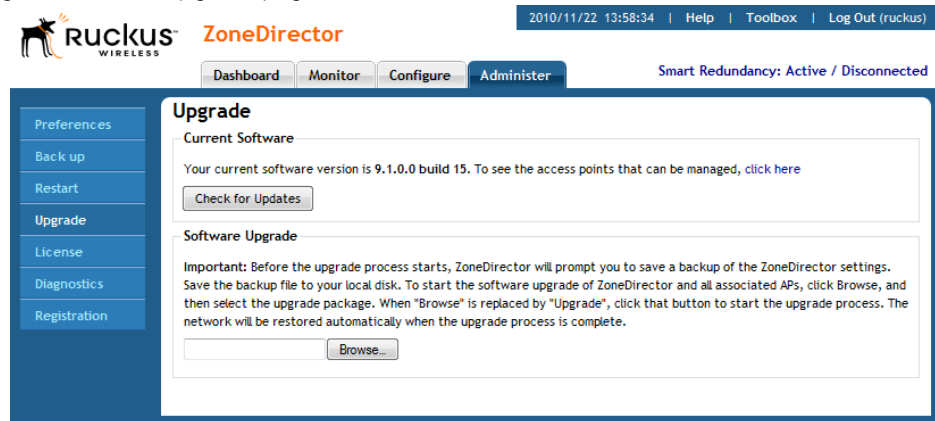 2010/11/22 13:58:34 | Help | Toolbox | Log Out (ruckus)
RUCKUS™
WIRELESS
ZoneDirector
Dashboard Monitor Configure Administer
Smart Redundancy: Active / Disconnected
Preferences
Back up
Restart
Upgrade
License
Diagnostics
Registration
Upgrade
Current Software
Your current software version is 9.1.0.0 build 15. To see the access points that can be managed, click here
Check for Updates
Software Upgrade
Important: Before the upgrade process starts, ZoneDirector will prompt you to save a backup of the ZoneDirector settings.
Save the backup file to your local disk. To start the software upgrade of ZoneDirector and all associated APs, click Browse, and
then select the upgrade package. When "Browse" is replaced by "Upgrade", click that button to start the upgrade process. The
network will be restored automatically when the upgrade process is complete.
Browse...